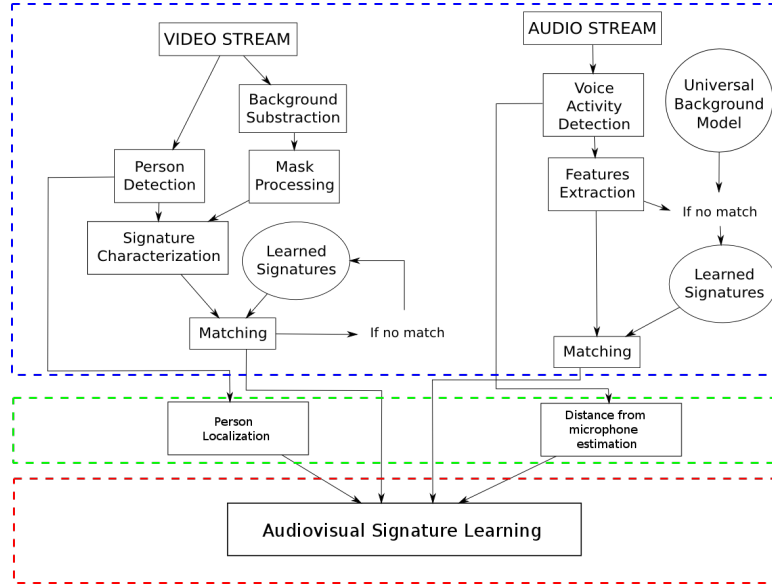 VIDEO STREAM
AUDIO STREAM
Background
Substraction
Voice
Activity
Detection
Universal
Background
Model
Person
Detection
Mask
Processing
Features
Extraction
If no match
Signature
Characterization
Learned
Signatures
Learned
Signatures
Matching
If no match
Matching
Person
Localization
Distance from
microphone
estimation
Audiovisual Signature Learning